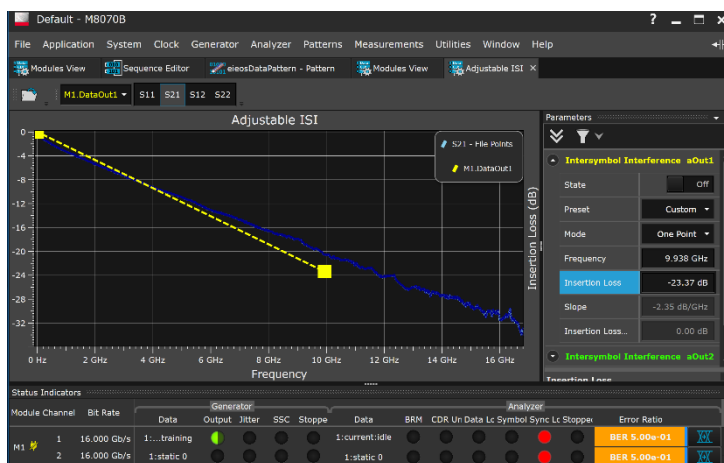 Default - M8070B
? _ x
File Application System Clock Generator Analyzer Patterns Measurements Utilities Window Help
Modules View Sequence Editor eieosDataPattern - Pattern Modules View Adjustable ISI ×
M1.DataOut1 S11 S21 S12 S22
Adjustable ISI
S21 - File Points
M1.DataOut1
0
-4
-8
-12
-16
-20
-24
-28
-32
Insertion Loss (dB)
0 Hz 2 GHz 4 GHz 6 GHz 8 GHz 10 GHz 12 GHz 14 GHz 16 GHz
Frequency
Parameters
Intersymbol Interference aOut1
State Off
Preset Custom
Mode One Point
Frequency 9.938 GHz
Insertion Loss -23.37 dB
Slope -2.35 dB/GHz
Insertion Loss... 0.00 dB
Intersymbol Interference aOut2
Insertion Loss
Status Indicators
Generator Analyzer
Module Channel Bit Rate Data Output Jitter SSC Stoppe Data BRM CDR Un Data Lc Symbol Sync Lc Stopped Error Ratio
M1 1 16.000 Gb/s 1:...training 1:current:idle BER 5.00e-01
2 16.000 Gb/s 1:static 0 1:static 0 BER 5.00e-01